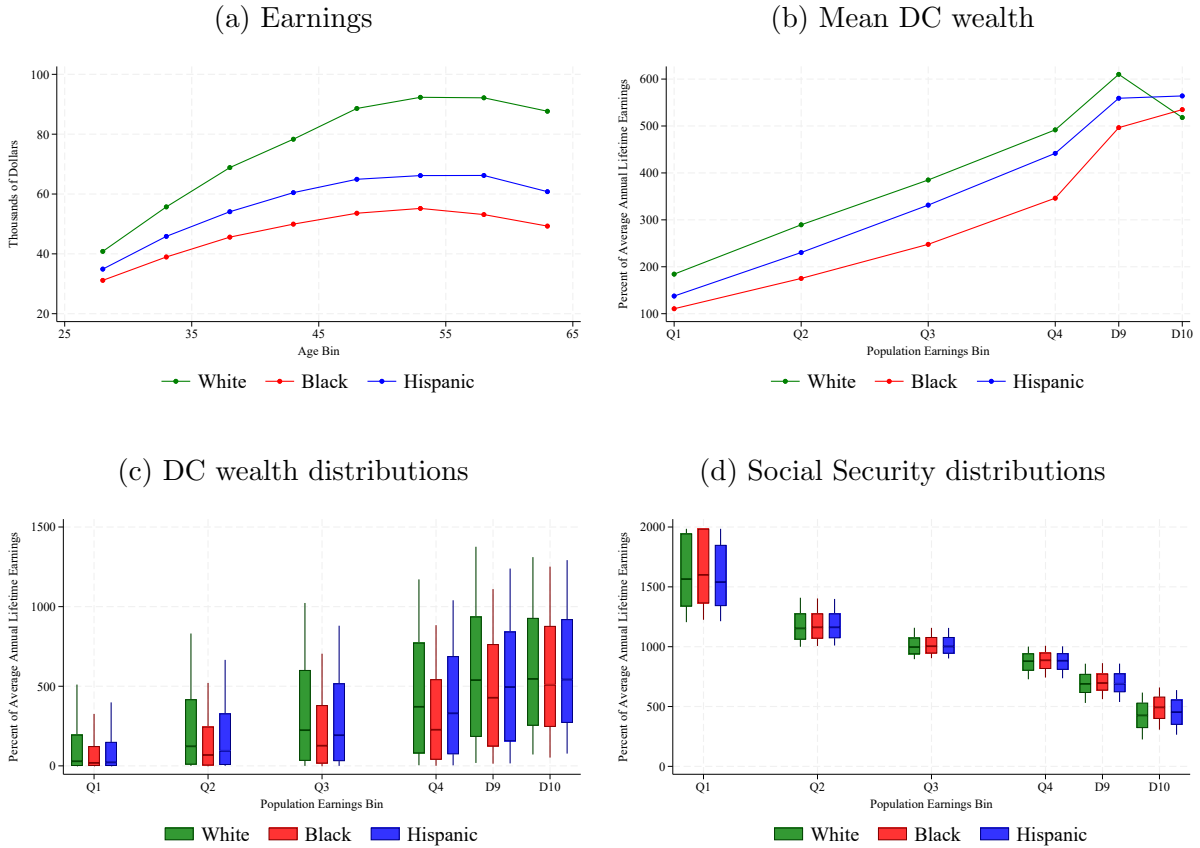 (a) Earnings
100
80
60
40
20
Thousands of Dollars
25 35 45 55 65
Age Bin
White Black Hispanic
(b) Mean DC wealth
600
500
400
300
200
100
Percent of Average Annual Lifetime Earnings
Q1 Q2 Q3 Q4 D9 D10
Population Earnings Bin
White Black Hispanic
(c) DC wealth distributions
1500
1000
500
0
Percent of Average Annual Lifetime Earnings
Q1 Q2 Q3 Q4 D9 D10
Population Earnings Bin
White Black Hispanic
(d) Social Security distributions
2000
1500
1000
500
0
Percent of Average Annual Lifetime Earnings
Q1 Q2 Q3 Q4 D9 D10
Population Earnings Bin
White Black Hispanic